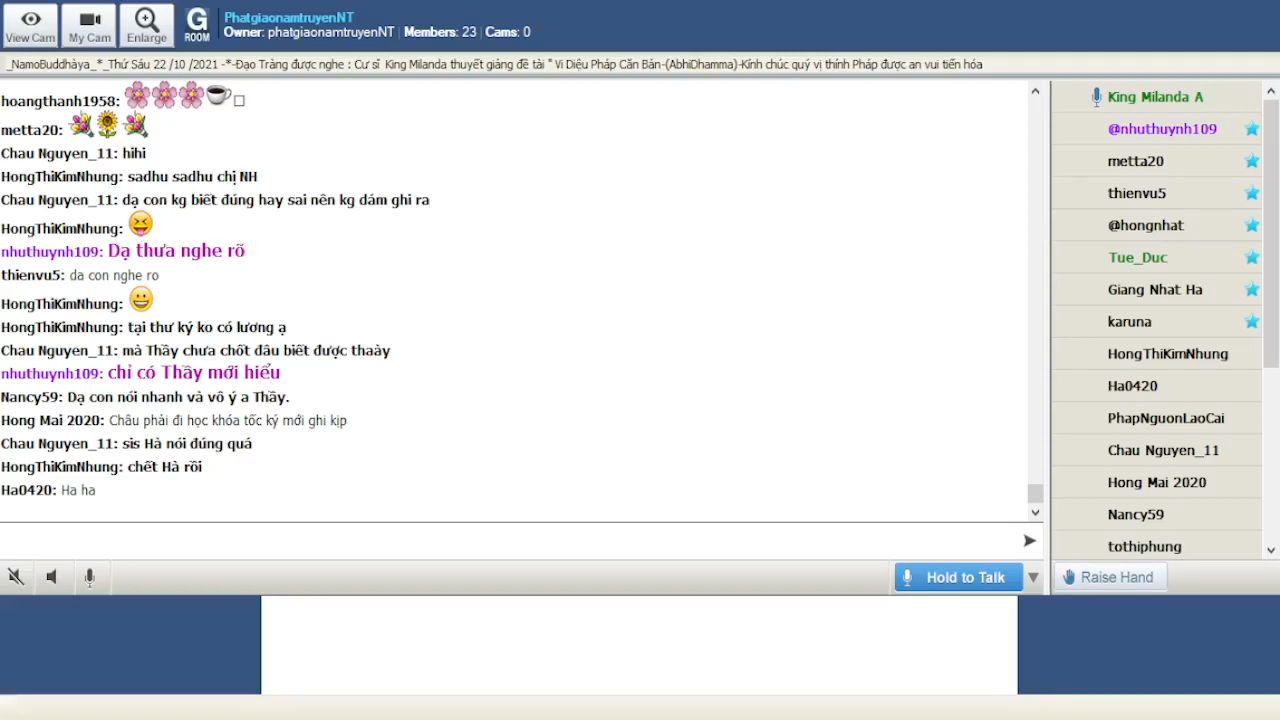 View Cam
My Cam
Enlarge
G
ROOM
PhatgiaonamtruyenNT
Owner: phatgiaonamtruyenNT | Members: 23 | Cams: 0
_NamoBuddhàya_*_Thứ Sáu 22 /10 /2021 -*-Đạo Tràng được nghe : Cư sĩ King Milanda thuyết giảng đề tài " Vi Diệu Pháp Căn Bản-(AbhiDhamma)-Kính chúc quý vị thính Pháp được an vui tiến hóa
hoangthanh1958:
metta20:
Chau Nguyen_11: hihi
HongThiKimNhung: sadhu sadhu chị NH
Chau Nguyen_11: dạ con kg biết đúng hay sai nên kg dám ghi ra
HongThiKimNhung:
nhuthuynh109: Dạ thưa nghe rõ
thienvu5: da con nghe ro
HongThiKimNhung:
HongThiKimNhung: tại thư ký ko có lương ạ
Chau Nguyen_11: mà Thầy chưa chốt đâu biết được thaày
nhuthuynh109: chỉ có Thầy mới hiểu
Nancy59: Dạ con nói nhanh và vô ý a Thầy.
Hong Mai 2020: Châu phải đi học khóa tốc ký mới ghi kịp
Chau Nguyen_11: sis Hà nói đúng quá
HongThiKimNhung: chết Hà rồi
Ha0420: Ha ha
Hold to Talk
King Milanda A
@nhuthuynh109
metta20
thienvu5
@hongnhat
Tue_Duc
Giang Nhat Ha
karuna
HongThiKimNhung
Ha0420
PhapNguonLaoCai
Chau Nguyen_11
Hong Mai 2020
Nancy59
tothiphung
Raise Hand